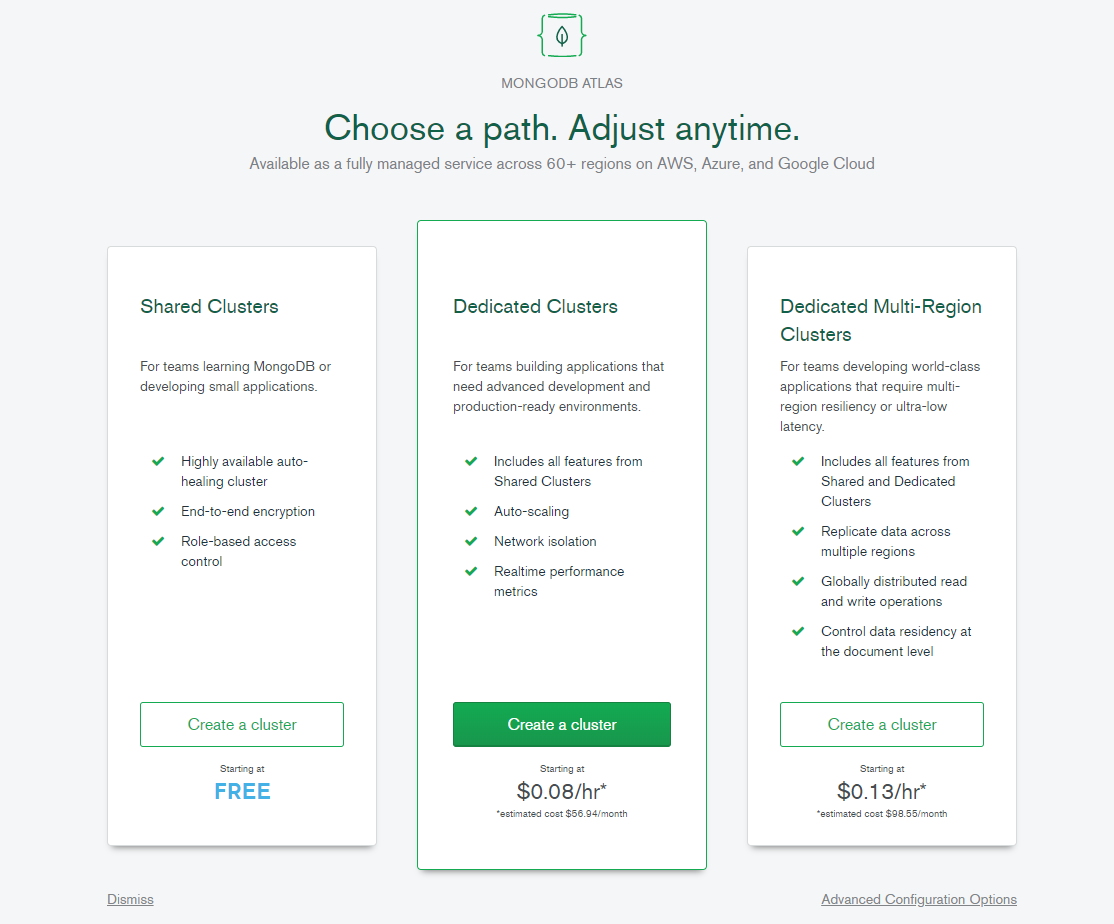 MONGODB ATLAS
Choose a path. Adjust anytime.
Available as a fully managed service across 60+ regions on AWS, Azure, and Google Cloud
Shared Clusters
For teams learning MongoDB or
developing small applications.
Highly available auto-
healing cluster
End-to-end encryption
Role-based access
control
Create a cluster
Starting at
FREE
Dedicated Clusters
For teams building applications that
need advanced development and
production-ready environments.
Includes all features from
Shared Clusters
Auto-scaling
Network isolation
Realtime performance
metrics
Create a cluster
Starting at
$0.08/hr*
*estimated cost $56.94/month
Dedicated Multi-Region
Clusters
For teams developing world-class
applications that require multi-
region resiliency or ultra-low
latency.
Includes all features from
Shared and Dedicated
Clusters
Replicate data across
multiple regions
Globally distributed read
and write operations
Control data residency at
the document level
Create a cluster
Starting at
$0.13/hr*
*estimated cost $98.55/month
Dismiss
Advanced Configuration Options